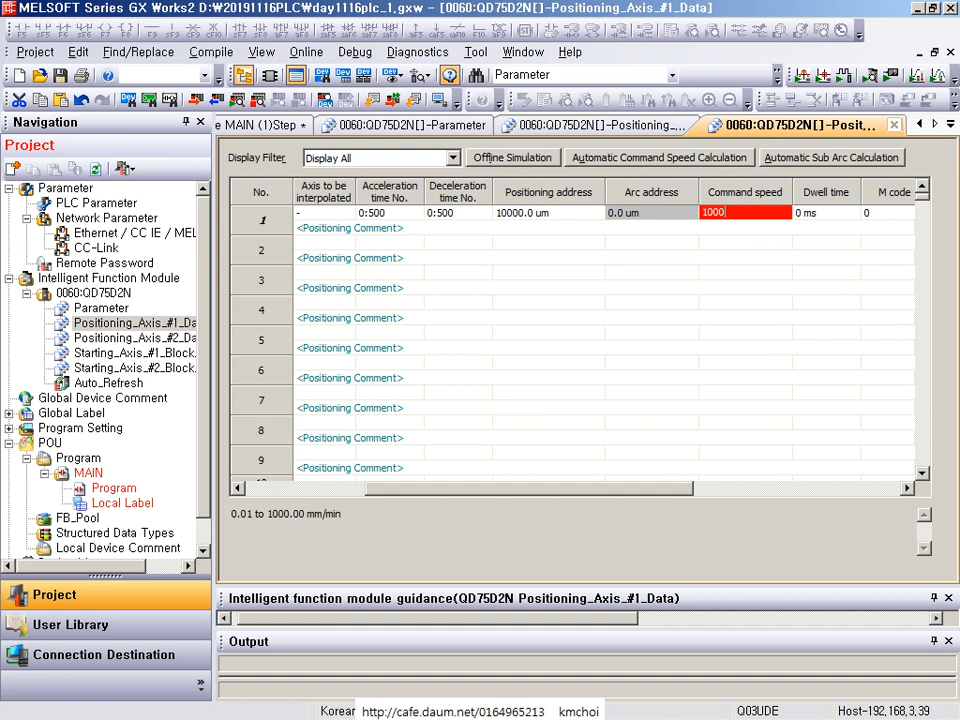 MELSOFT Series GX Works2 D:₩20191116PLC₩day1116plc_1.gxw - [0060:QD75D2N[]-Positioning_Axis_#1_Data]
Project Edit Find/Replace Compile View Online Debug Diagnostics Tool Window Help
Parameter
Navigation
e MAIN (1)Step *
0060:QD75D2N[]-Parameter
0060:QD75D2N[]-Positioning_...
0060:QD75D2N[]-Posit...
Project
Display Filter
Display All
Offline Simulation
Automatic Command Speed Calculation
Automatic Sub Arc Calculation
Parameter
PLC Parameter
Network Parameter
Ethernet / CC IE / MEL
CC-Link
Remote Password
Intelligent Function Module
0060:QD75D2N
Parameter
Positioning_Axis_#1_Da
Positioning_Axis_#2_Da
Starting_Axis_#1_Block.
Starting_Axis_#2_Block.
Auto_Refresh
Global Device Comment
Global Label
Program Setting
POU
Program
MAIN
Program
Local Label
FB_Pool
Structured Data Types
Local Device Comment
Project
User Library
Connection Destination
No. Axis to be interpolated Acceleration time No. Deceleration time No. Positioning address Arc address Command speed Dwell time M code
1 - 0:500 0:500 10000.0 um 0.0 um 1000 0 ms 0
<Positioning Comment>
2
<Positioning Comment>
3
<Positioning Comment>
4
<Positioning Comment>
5
<Positioning Comment>
6
<Positioning Comment>
7
<Positioning Comment>
8
<Positioning Comment>
9
<Positioning Comment>
0.01 to 1000.00 mm/min
Intelligent function module guidance(QD75D2N Positioning_Axis_#1_Data)
Output
Korear http://cafe.daum.net/0164965213 kmchoi Q03UDE Host-192,168,3,39